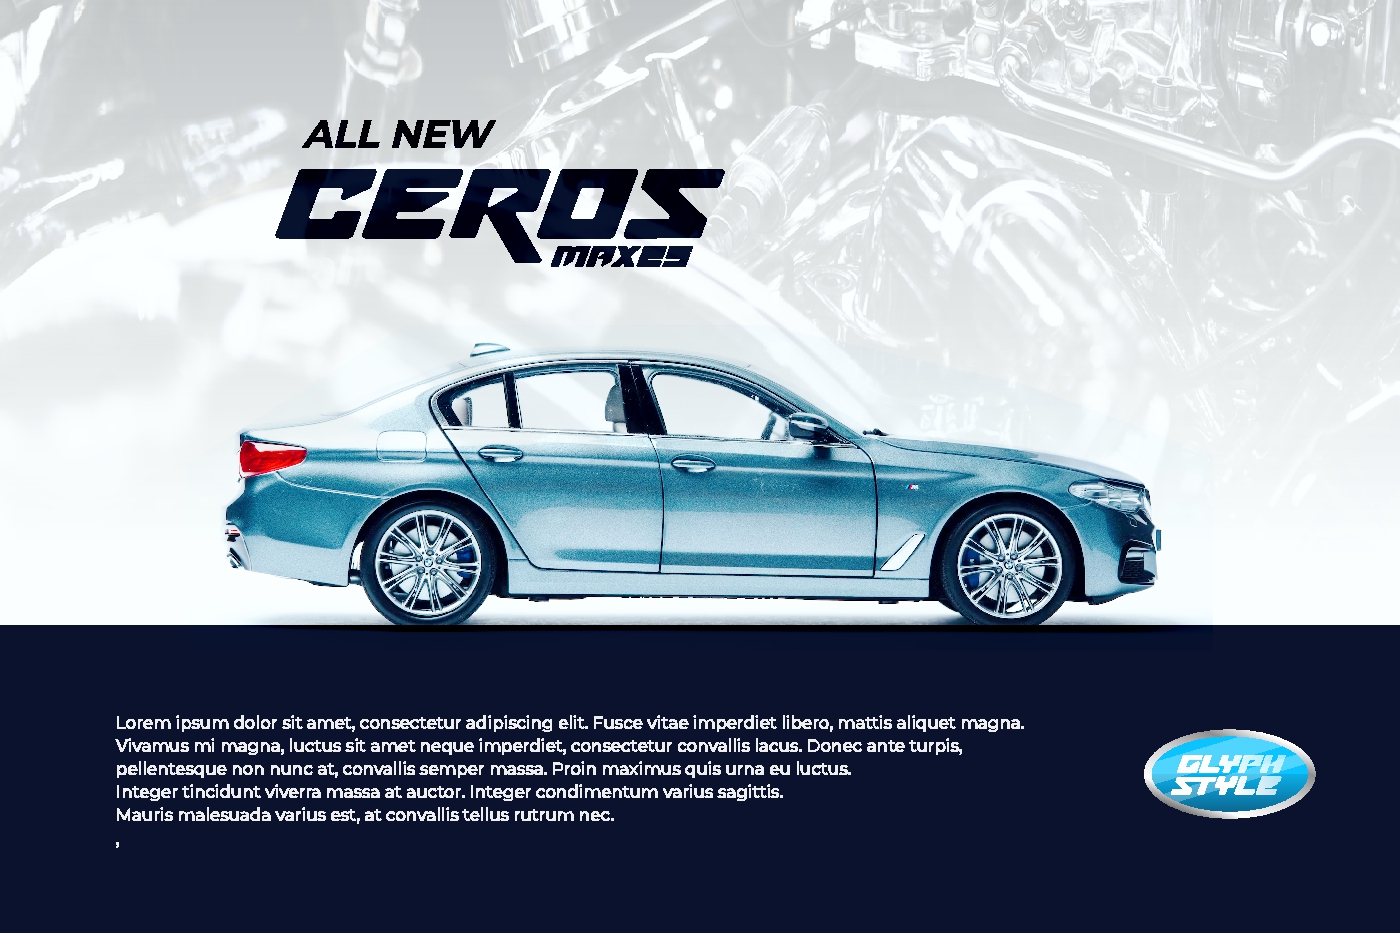 ALL NEW
CEROS
MAXES
Lorem ipsum dolor sit amet, consectetur adipiscing elit. Fusce vitae imperdiet libero, mattis aliquet magna.
Vivamus mi magna, luctus sit amet neque imperdiet, consectetur convallis lacus. Donec ante turpis,
pellentesque non nunc at, convallis semper massa. Proin maximus quis urna eu luctus.
Integer tincidunt viverra massa at auctor. Integer condimentum varius sagittis.
Mauris malesuada varius est, at convallis tellus rutrum nec.
,
GLYPH
STYLE